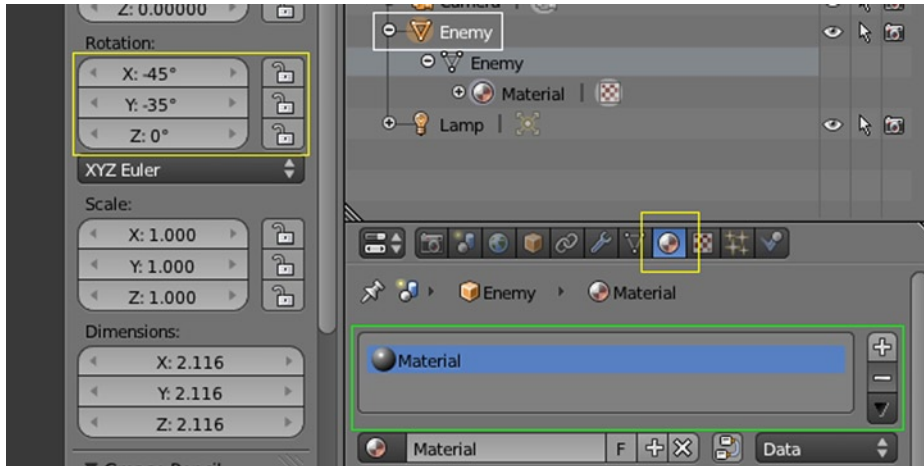 Z: 0.00000
Rotation:
X: -45°
Y: -35°
Z: 0°
XYZ Euler
Scale:
X: 1.000
Y: 1.000
Z: 1.000
Dimensions:
X: 2.116
Y: 2.116
Z: 2.116
Camera
Enemy
Enemy
Material
Lamp
Enemy
Material
Material
Material
F
Data